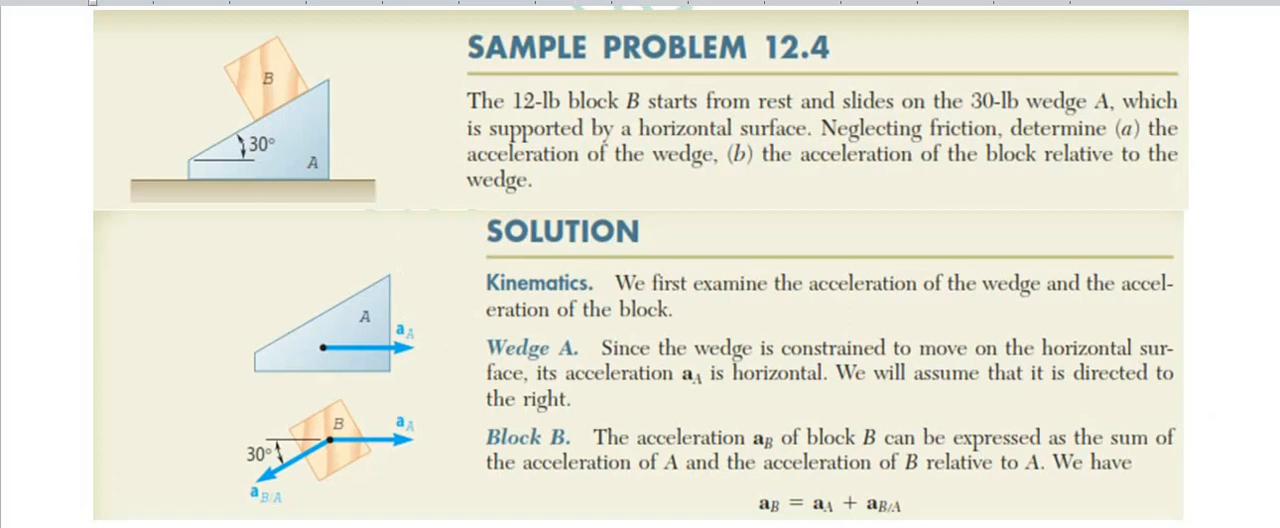 SAMPLE PROBLEM 12.4
The 12-lb block B starts from rest and slides on the 30-lb wedge A, which
is supported by a horizontal surface. Neglecting friction, determine (a) the
acceleration of the wedge, (b) the acceleration of the block relative to the
wedge.
B
30°
A
SOLUTION
Kinematics. We first examine the acceleration of the wedge and the accel-
eration of the block.
Wedge A. Since the wedge is constrained to move on the horizontal sur-
face, its acceleration aA is horizontal. We will assume that it is directed to
the right.
Block B. The acceleration aB of block B can be expressed as the sum of
the acceleration of A and the acceleration of B relative to A. We have
aB = aA + aB/A
A
aA
B
aA
30°
aB/A